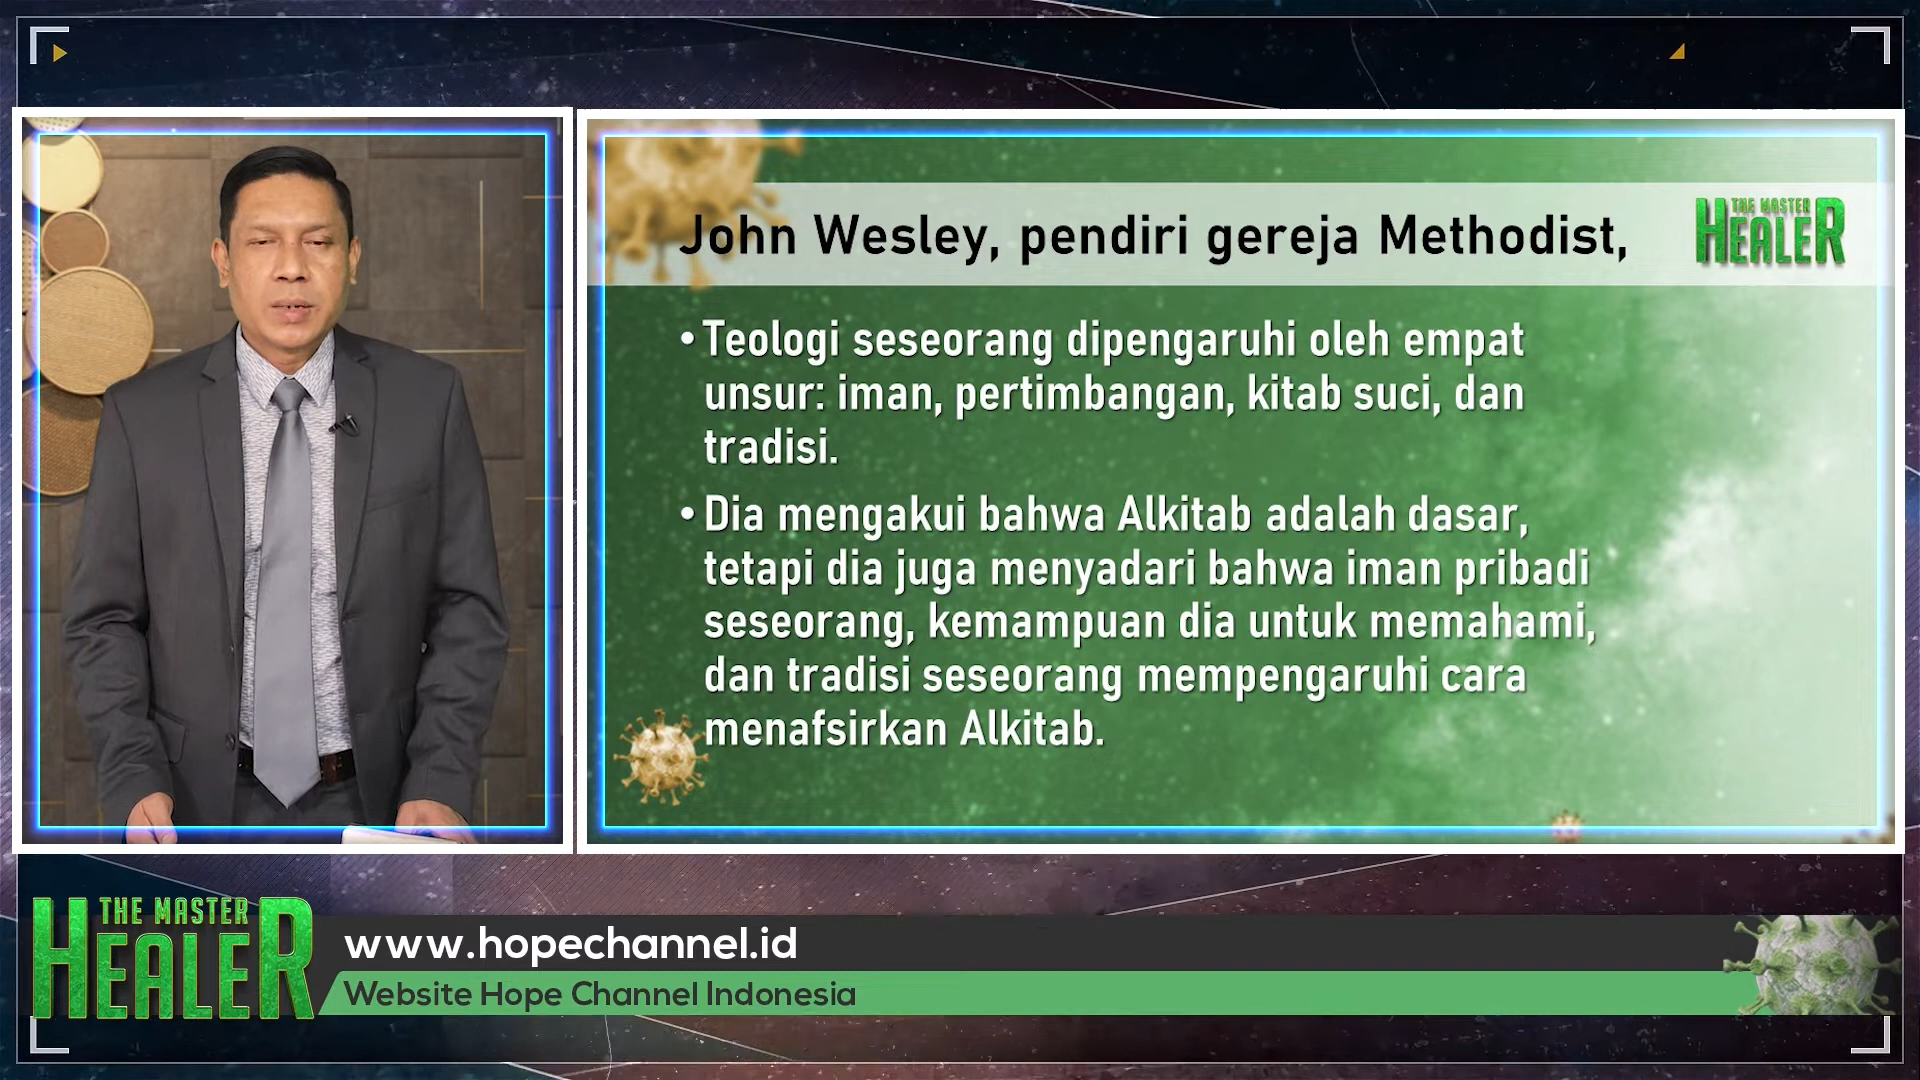 John Wesley, pendiri gereja Methodist,
THE MASTER
HEALER
• Teologi seseorang dipengaruhi oleh empat
unsur: iman, pertimbangan, kitab suci, dan
tradisi.
• Dia mengakui bahwa Alkitab adalah dasar,
tetapi dia juga menyadari bahwa iman pribadi
seseorang, kemampuan dia untuk memahami,
dan tradisi seseorang mempengaruhi cara
menafsirkan Alkitab.
THE MASTER
HEALER
www.hopechannel.id
Website Hope Channel Indonesia